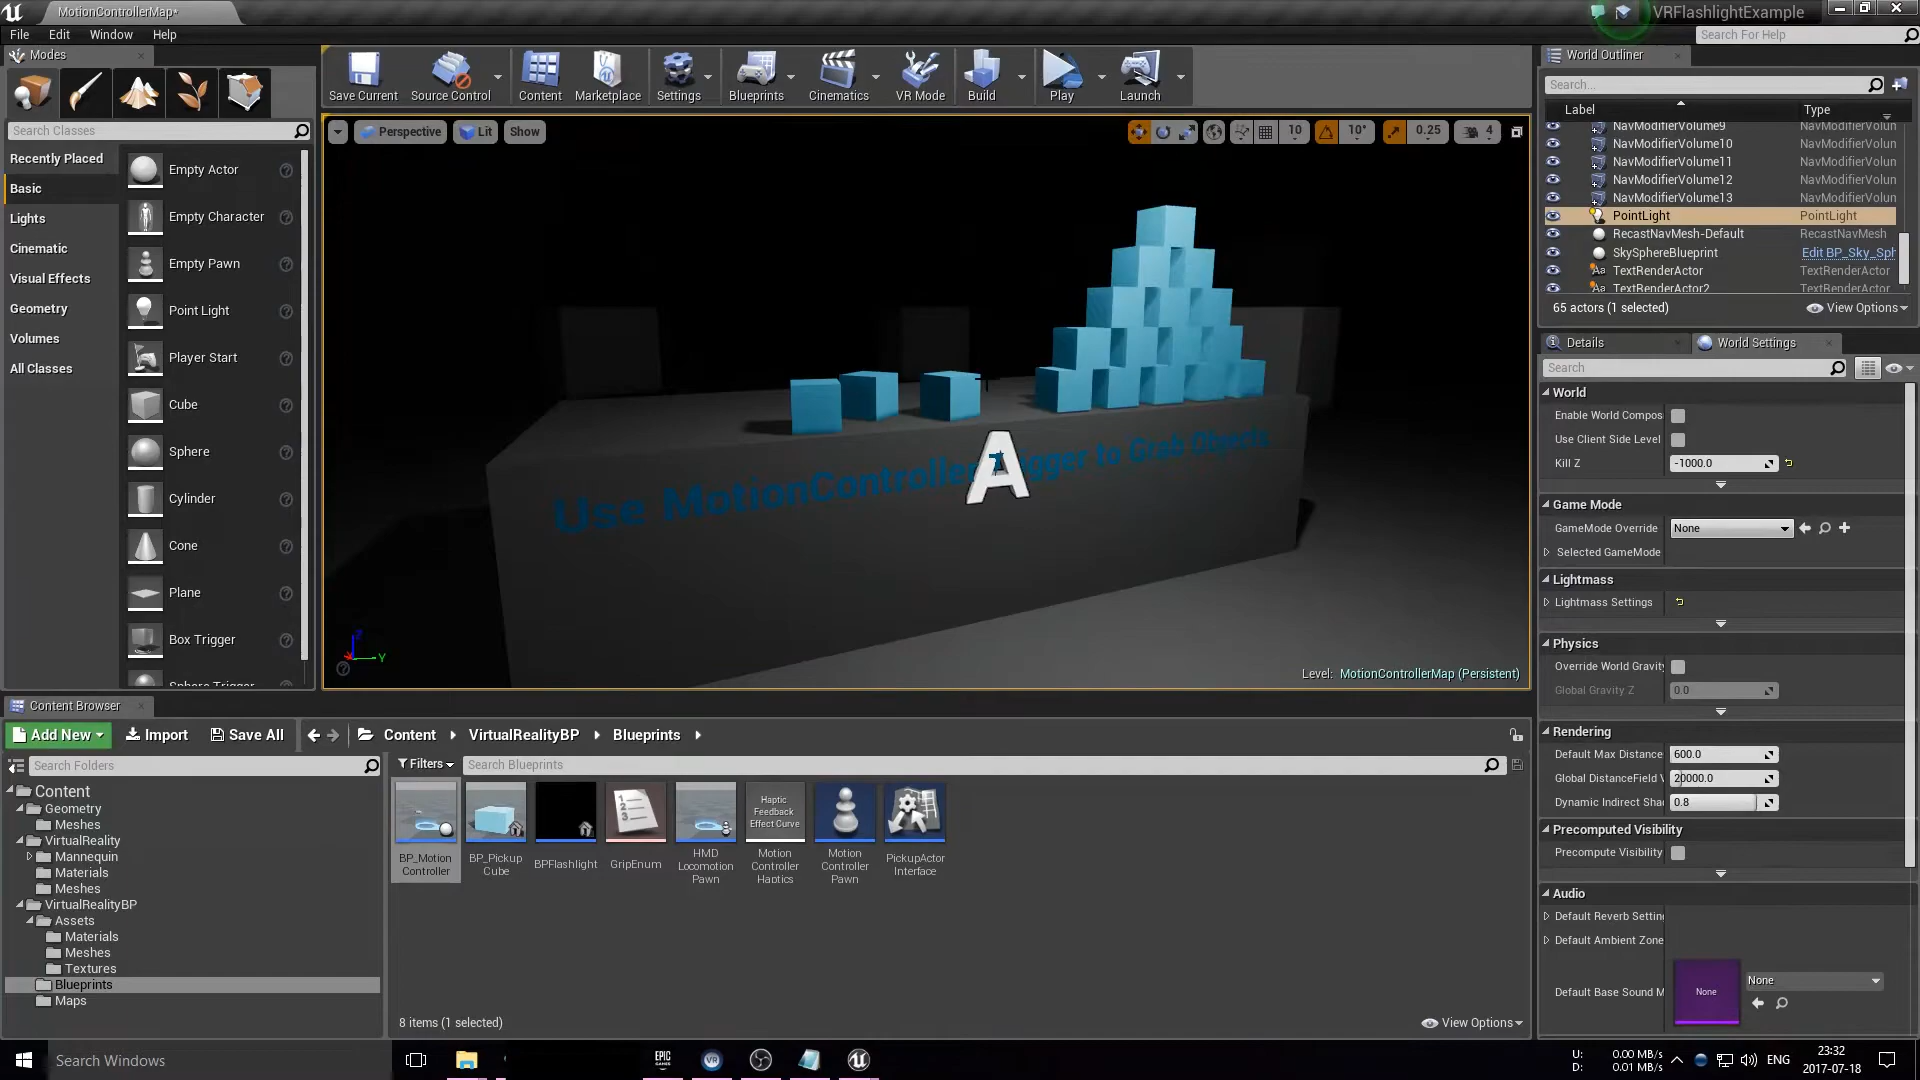 MotionControllerMap*
VRFlashlightExample
File Edit Window Help
Search For Help
Modes
Save Current
Source Control
Content
Marketplace
Settings
Blueprints
Cinematics
VR Mode
Build
Play
Launch
Search Classes
Recently Placed
Basic
Lights
Cinematic
Visual Effects
Geometry
Volumes
All Classes
Empty Actor
Empty Character
Empty Pawn
Point Light
Player Start
Cube
Sphere
Cylinder
Cone
Plane
Box Trigger
Sphere Trigger
Perspective Lit Show
10 10° 0.25 4
Use MotionController
to Grab Objects
A
Z
Y
Level: MotionControllerMap (Persistent)
World Outliner
Search...
Label Type
NavModifierVolume9 NavModifierVolun
NavModifierVolume10 NavModifierVolun
NavModifierVolume11 NavModifierVolun
NavModifierVolume12 NavModifierVolun
NavModifierVolume13 NavModifierVolun
PointLight PointLight
RecastNavMesh-Default RecastNavMesh
SkySphereBlueprint Edit BP_Sky_Sph
TextRenderActor TextRenderActor
TextRenderActor2 TextRenderActor
65 actors (1 selected) View Options
Details World Settings
Search
World
Enable World Compos
Use Client Side Level
Kill Z -1000.0
Game Mode
GameMode Override None
Selected GameMode
Lightmass
Lightmass Settings
Physics
Override World Gravity
Global Gravity Z 0.0
Rendering
Default Max Distance 600.0
Global DistanceField V 20000.0
Dynamic Indirect Sha 0.8
Precomputed Visibility
Precompute Visibility
Audio
Default Reverb Settin
Default Ambient Zone
Default Base Sound M None None
Content Browser
Add New Import Save All Content VirtualRealityBP Blueprints
Search Folders
Filters Search Blueprints
Content
Geometry
Meshes
VirtualReality
Mannequin
Materials
Meshes
VirtualRealityBP
Assets
Materials
Meshes
Textures
Blueprints
Maps
BP_Motion
Controller
BP_Pickup
Cube
BPFlashlight
1
2
3
GripEnum
HMD
Locomotion
Pawn
Haptic
Feedback
Effect Curve
Motion
Controller
Haptics
Motion
Controller
Pawn
PickupActor
Interface
8 items (1 selected) View Options
Search Windows
EPIC
GAMES
VR
U: 0.00 MB/s
D: 0.01 MB/s
ENG
23:32
2017-07-18